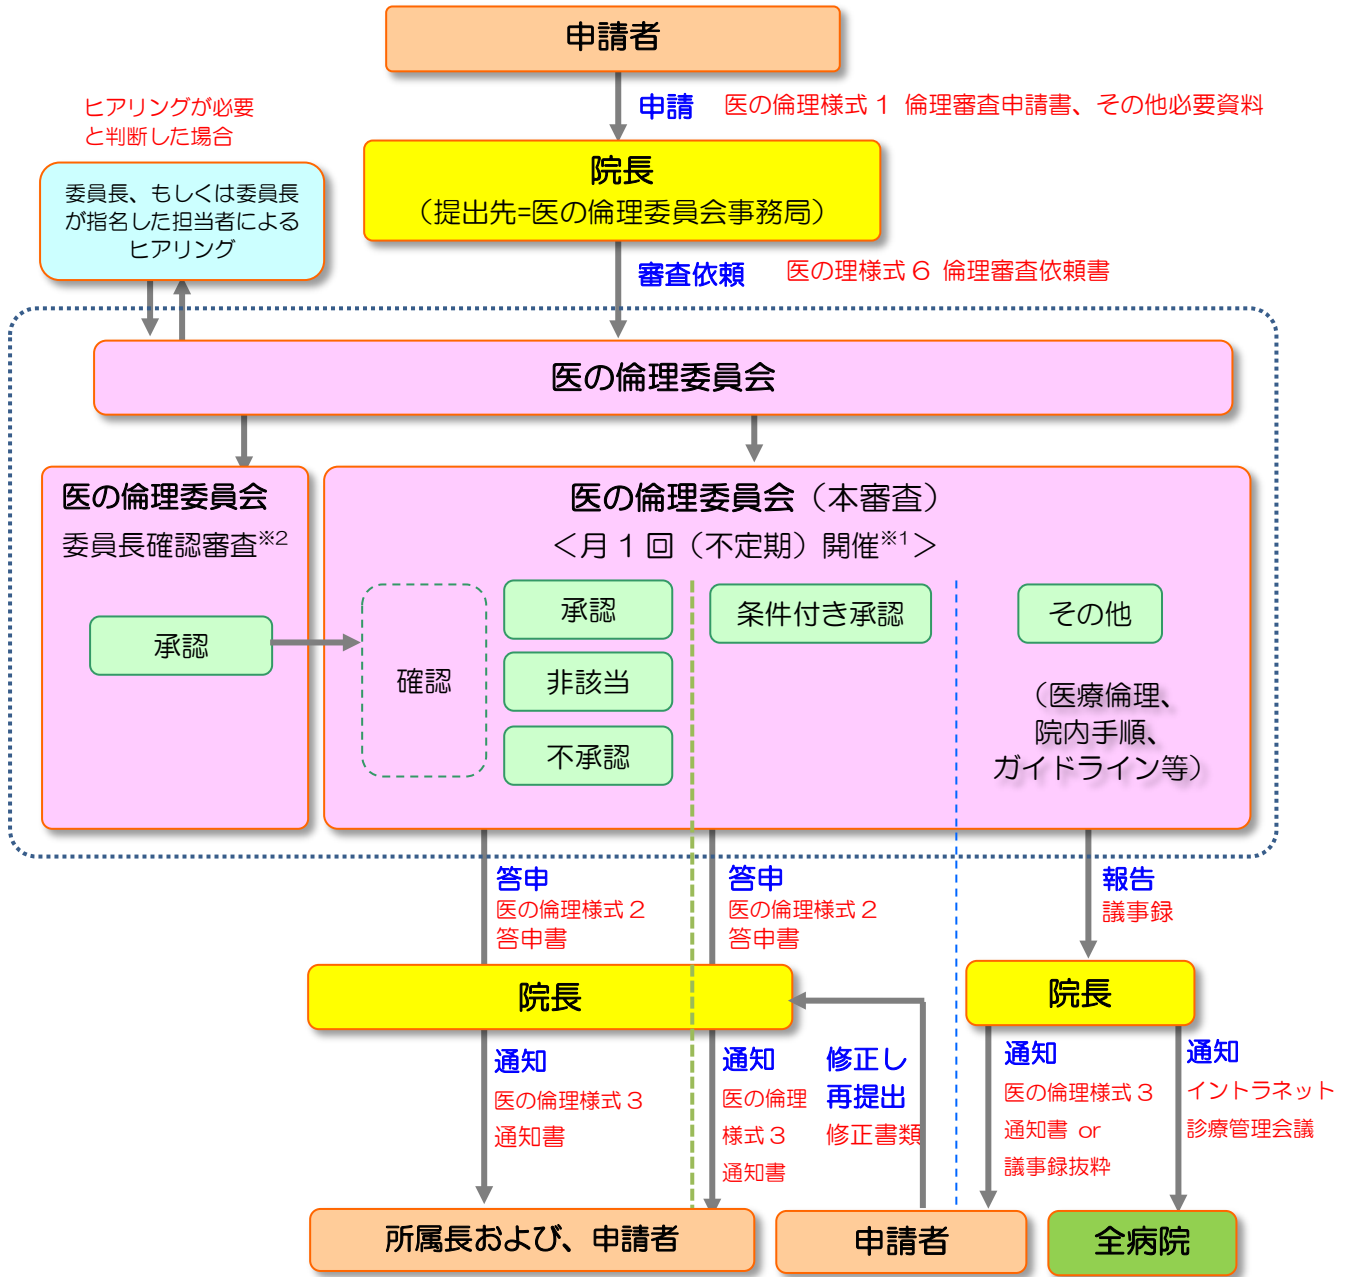 申請者
申請
医の倫理様式1 倫理審査申請書、その他必要資料
ヒアリングが必要
と判断した場合
院長
（提出先=医の倫理委員会事務局）
委員長、もしくは委員長
が指名した担当者による
ヒアリング
審査依頼
医の理様式6 倫理審査依頼書
医の倫理委員会
医の倫理委員会
委員長確認審査※2
承認
医の倫理委員会（本審査）
＜月1回（不定期）開催※1＞
確認
承認
非該当
不承認
条件付き承認
その他
（医療倫理、
院内手順、
ガイドライン等）
答申
医の倫理様式2
答申書
答申
医の倫理様式2
答申書
報告
議事録
院長
院長
通知
医の倫理様式3
通知書
通知
医の倫理
様式3
通知書
修正し
再提出
修正書類
通知
医の倫理様式3
通知書 or
議事録抜粋
通知
イントラネット
診療管理会議
所属長および、申請者
申請者
全病院